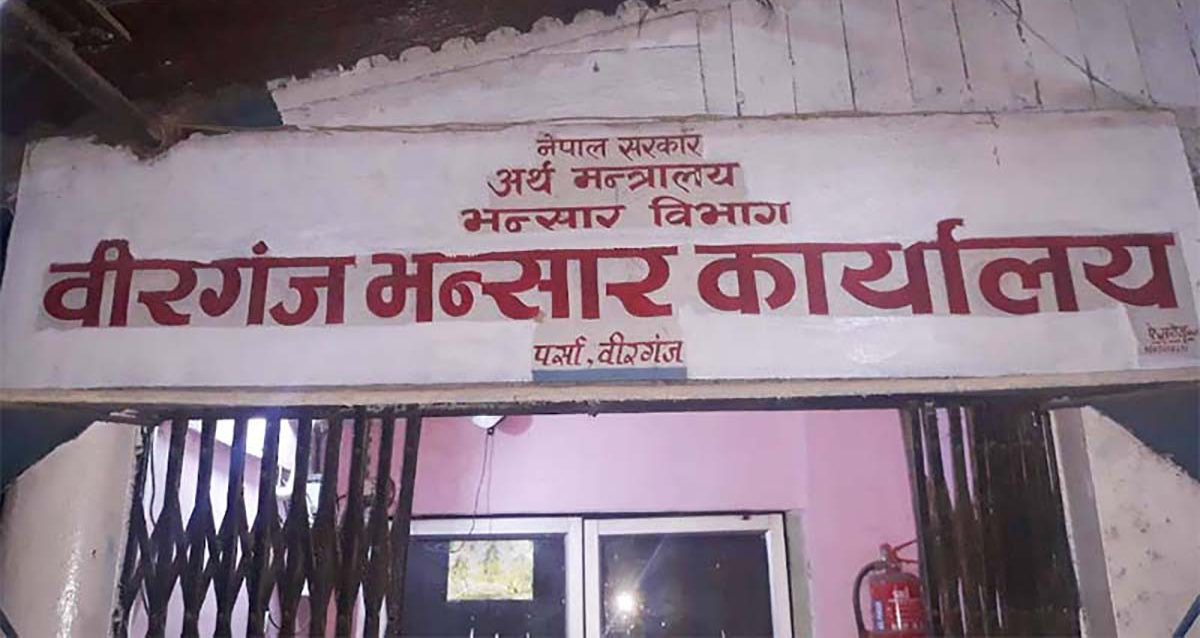 नेपाल सरकार
अर्थ मन्त्रालय
भन्सार विभाग
वीरगंज भन्सार कार्यालय
पर्सा, वीरगंज